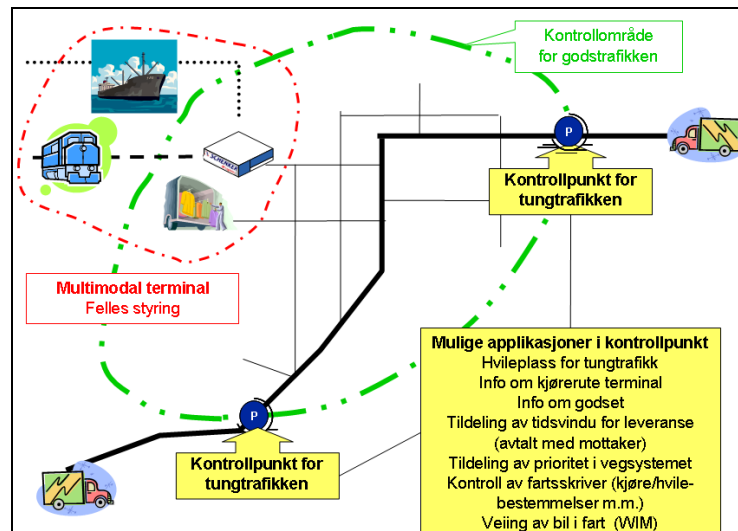 Kontrollområde
for godstrafikken
P
SCHENKER
Kontrollpunkt for
tungtrafikken
Multimodal terminal
Felles styring
Mulige applikasjoner i kontrollpunkt
Hvileplass for tungtrafikk
Info om kjørerute terminal
Info om godset
Tildeling av tidsvindu for leveranse
(avtalt med mottaker)
Tildeling av prioritet i vegsystemet
Kontroll av fartsskriver (kjøre/hvile-
bestemmelser m.m.)
Veiing av bil i fart (WIM)
P
Kontrollpunkt for
tungtrafikken